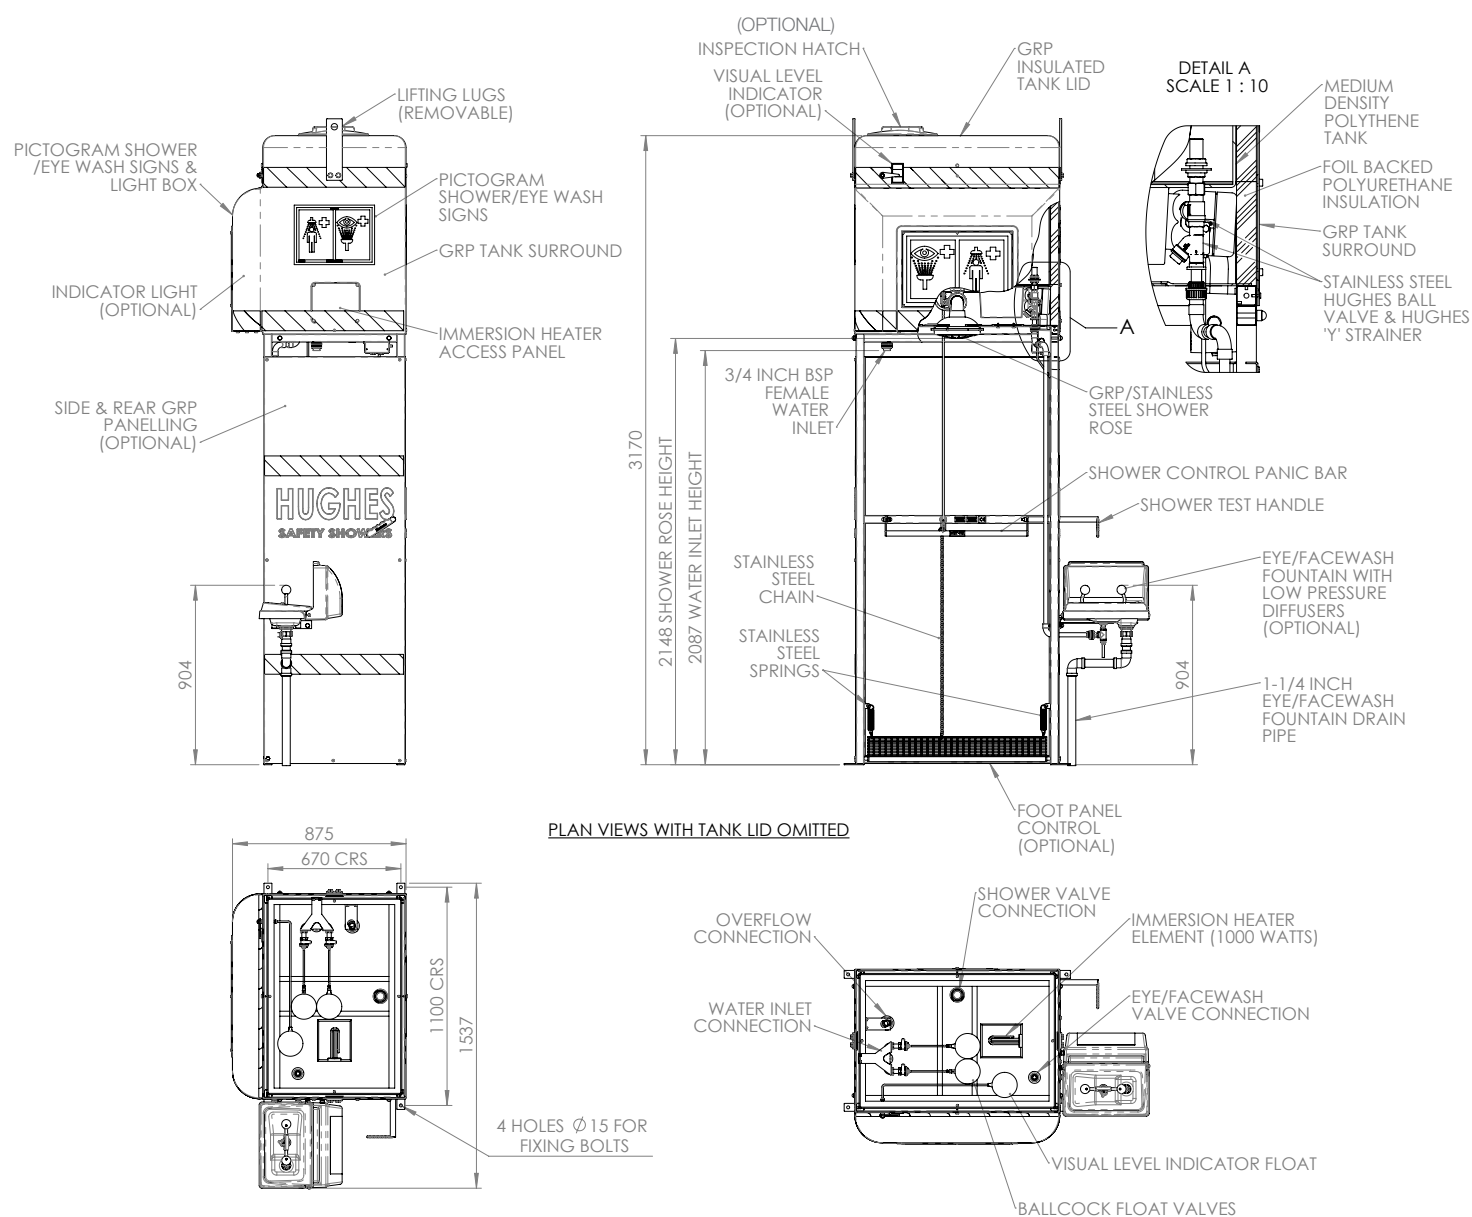 (OPTIONAL)
INSPECTION HATCH
VISUAL LEVEL
INDICATOR
(OPTIONAL)
GRP
INSULATED
TANK LID
DETAIL A
SCALE 1 : 10
MEDIUM
DENSITY
POLYTHENE
TANK
FOIL BACKED
POLYURETHANE
INSULATION
GRP TANK
SURROUND
STAINLESS STEEL
HUGHES BALL
VALVE & HUGHES
'Y' STRAINER
LIFTING LUGS
(REMOVABLE)
PICTOGRAM SHOWER
/EYE WASH SIGNS &
LIGHT BOX
PICTOGRAM
SHOWER/EYE WASH
SIGNS
GRP TANK SURROUND
INDICATOR LIGHT
(OPTIONAL)
IMMERSION HEATER
ACCESS PANEL
SIDE & REAR GRP
PANELLING
(OPTIONAL)
HUGHES
SAFETY SHOWERS
904
A
3/4 INCH BSP
FEMALE
WATER
INLET
GRP/STAINLESS
STEEL SHOWER
ROSE
3170
2148 SHOWER ROSE HEIGHT
2087 WATER INLET HEIGHT
SHOWER CONTROL PANIC BAR
SHOWER TEST HANDLE
STAINLESS
STEEL
CHAIN
STAINLESS
STEEL
SPRINGS
EYE/FACEWASH
FOUNTAIN WITH
LOW PRESSURE
DIFFUSERS
(OPTIONAL)
904
1-1/4 INCH
EYE/FACEWASH
FOUNTAIN DRAIN
PIPE
FOOT PANEL
CONTROL
(OPTIONAL)
PLAN VIEWS WITH TANK LID OMITTED
875
670 CRS
1100 CRS
1537
4 HOLES Ø 15 FOR
FIXING BOLTS
SHOWER VALVE
CONNECTION
OVERFLOW
CONNECTION
IMMERSION HEATER
ELEMENT (1000 WATTS)
WATER INLET
CONNECTION
EYE/FACEWASH
VALVE CONNECTION
VISUAL LEVEL INDICATOR FLOAT
BALLCOCK FLOAT VALVES